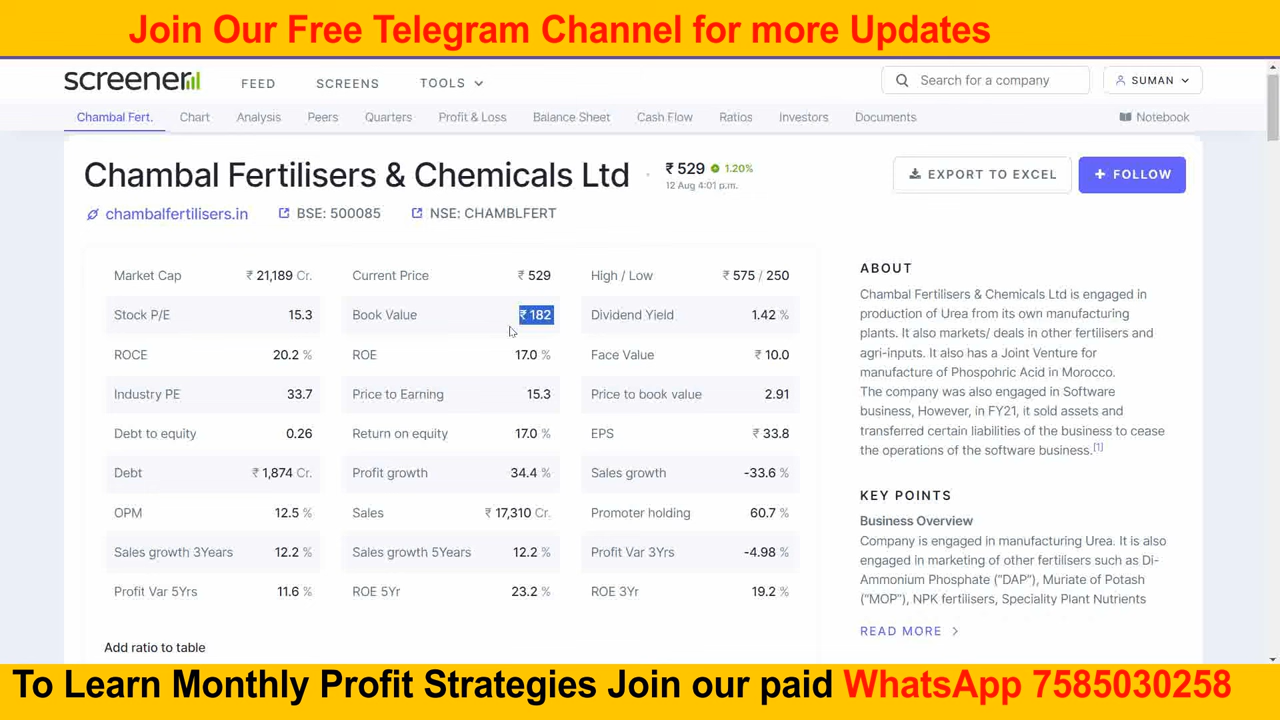 Join Our Free Telegram Channel for more Updates
screener
FEED SCREENS TOOLS
Search for a company
SUMAN
Chambal Fert. Chart Analysis Peers Quarters Profit & Loss Balance Sheet Cash Flow Ratios Investors Documents Notebook
Chambal Fertilisers & Chemicals Ltd
₹ 529 1.20%
12 Aug 4:01 p.m.
EXPORT TO EXCEL
+ FOLLOW
chambalfertilisers.in BSE: 500085 NSE: CHAMBLFERT
Market Cap ₹ 21,189 Cr. Current Price ₹ 529 High / Low ₹ 575 / 250
Stock P/E 15.3 Book Value ₹ 182 Dividend Yield 1.42 %
ROCE 20.2 % ROE 17.0 % Face Value ₹ 10.0
Industry PE 33.7 Price to Earning 15.3 Price to book value 2.91
Debt to equity 0.26 Return on equity 17.0 % EPS ₹ 33.8
Debt ₹ 1,874 Cr. Profit growth 34.4 % Sales growth -33.6 %
OPM 12.5 % Sales ₹ 17,310 Cr. Promoter holding 60.7 %
Sales growth 3Years 12.2 % Sales growth 5Years 12.2 % Profit Var 3Yrs -4.98 %
Profit Var 5Yrs 11.6 % ROE 5Yr 23.2 % ROE 3Yr 19.2 %
Add ratio to table
ABOUT
Chambal Fertilisers & Chemicals Ltd is engaged in
production of Urea from its own manufacturing
plants. It also markets/ deals in other fertilisers and
agri-inputs. It also has a Joint Venture for
manufacture of Phospohric Acid in Morocco.
The company was also engaged in Software
business, However, in FY21, it sold assets and
transferred certain liabilities of the business to cease
the operations of the software business.[1]
KEY POINTS
Business Overview
Company is engaged in manufacturing Urea. It is also
engaged in marketing of other fertilisers such as Di-
Ammonium Phosphate ("DAP"), Muriate of Potash
("MOP"), NPK fertilisers, Speciality Plant Nutrients
READ MORE
To Learn Monthly Profit Strategies Join our paid WhatsApp 7585030258